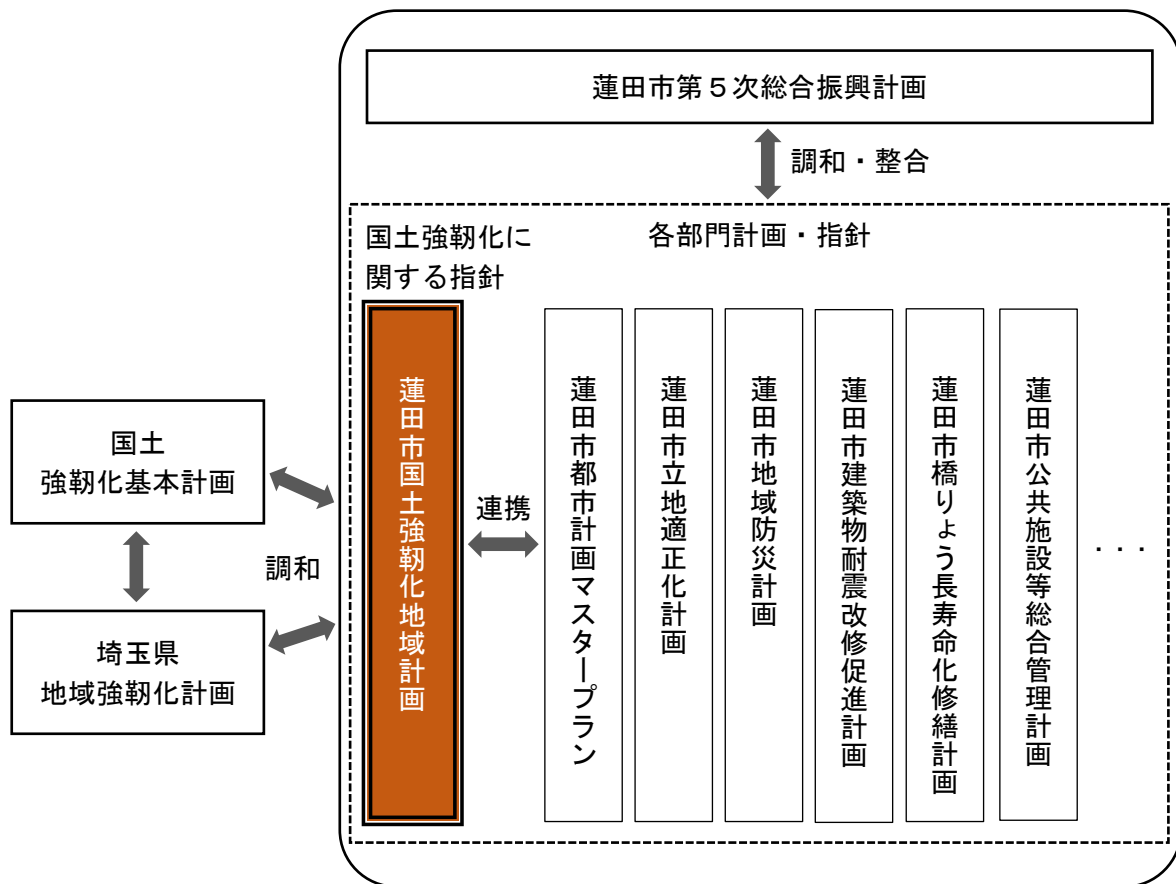 蓮田市第５次総合振興計画
調和・整合
国土強靱化に
関する指針
各部門計画・指針
蓮田市国土強靱化地域計画
連携
蓮田市都市計画マスタープラン
蓮田市立地適正化計画
蓮田市地域防災計画
蓮田市建築物耐震改修促進計画
蓮田市橋りょう長寿命化修繕計画
蓮田市公共施設等総合管理計画
・・・
国土
強靱化基本計画
調和
埼玉県
地域強靱化計画